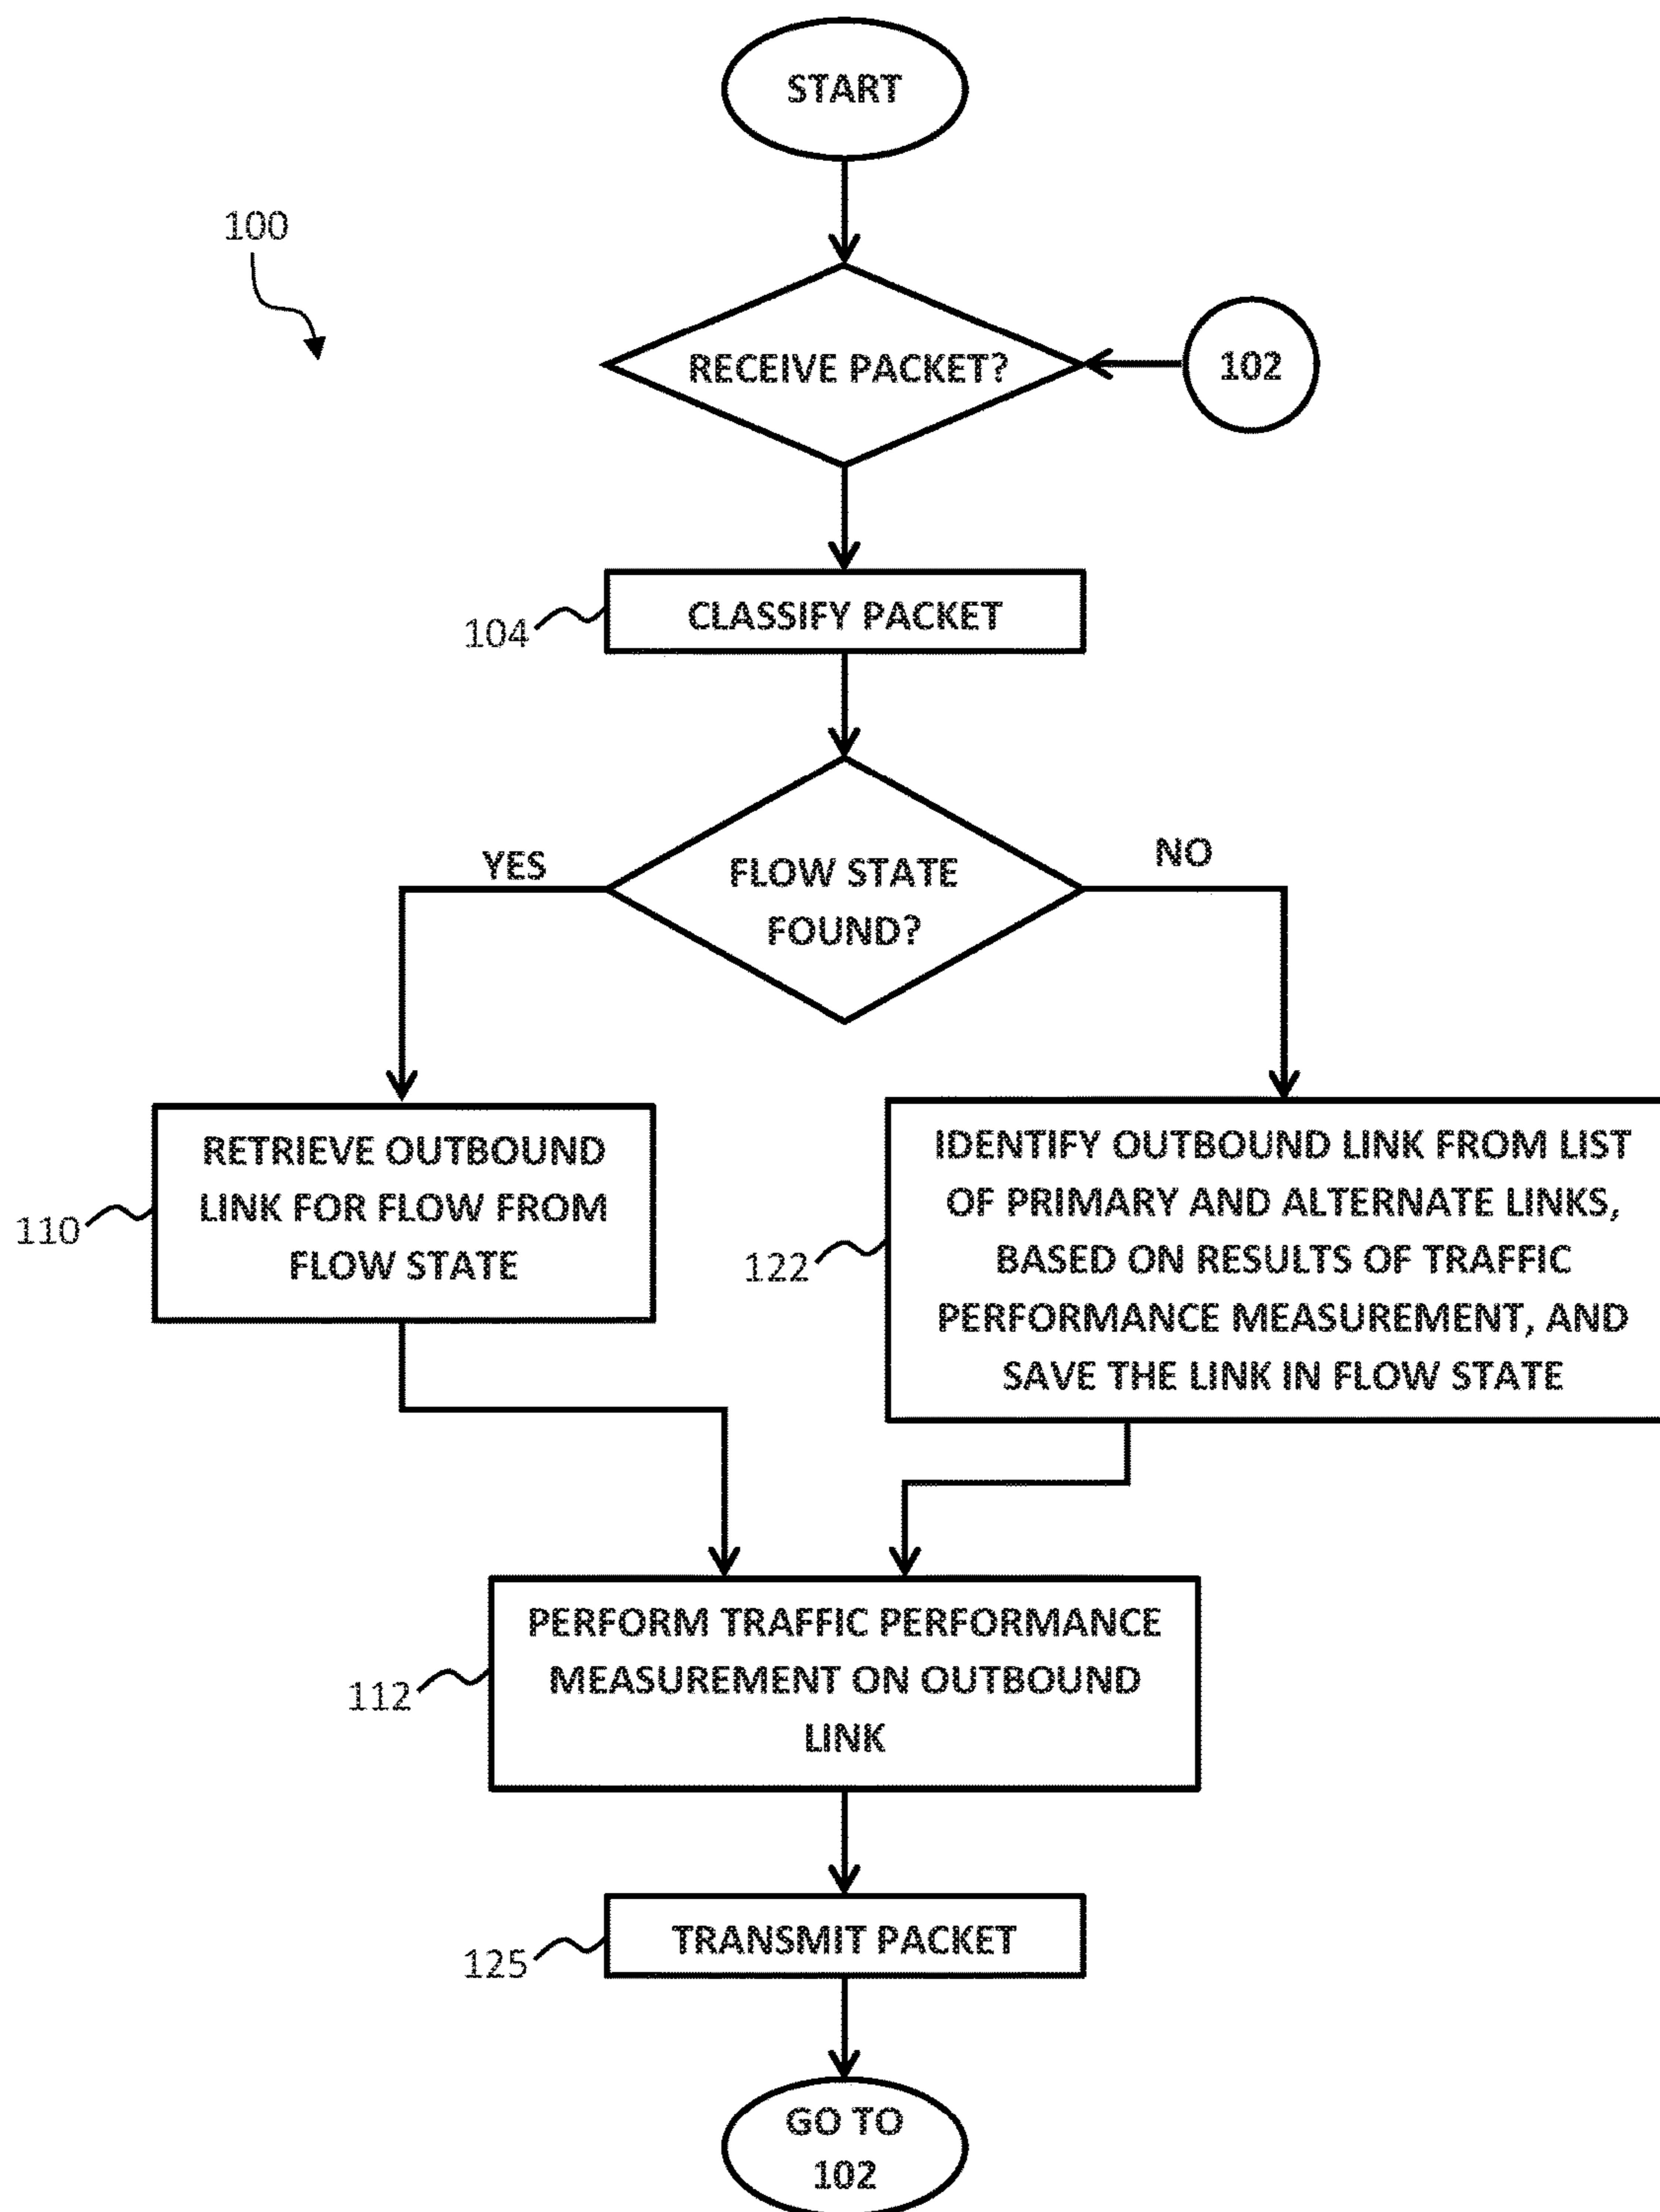 START
100
RECEIVE PACKET?
102
CLASSIFY PACKET
104
YES
NO
FLOW STATE
FOUND?
RETRIEVE OUTBOUND
LINK FOR FLOW FROM
FLOW STATE
110
IDENTIFY OUTBOUND LINK FROM LIST
OF PRIMARY AND ALTERNATE LINKS,
BASED ON RESULTS OF TRAFFIC
PERFORMANCE MEASUREMENT, AND
SAVE THE LINK IN FLOW STATE
122
PERFORM TRAFFIC PERFORMANCE
MEASUREMENT ON OUTBOUND
LINK
112
TRANSMIT PACKET
125
GO TO
102